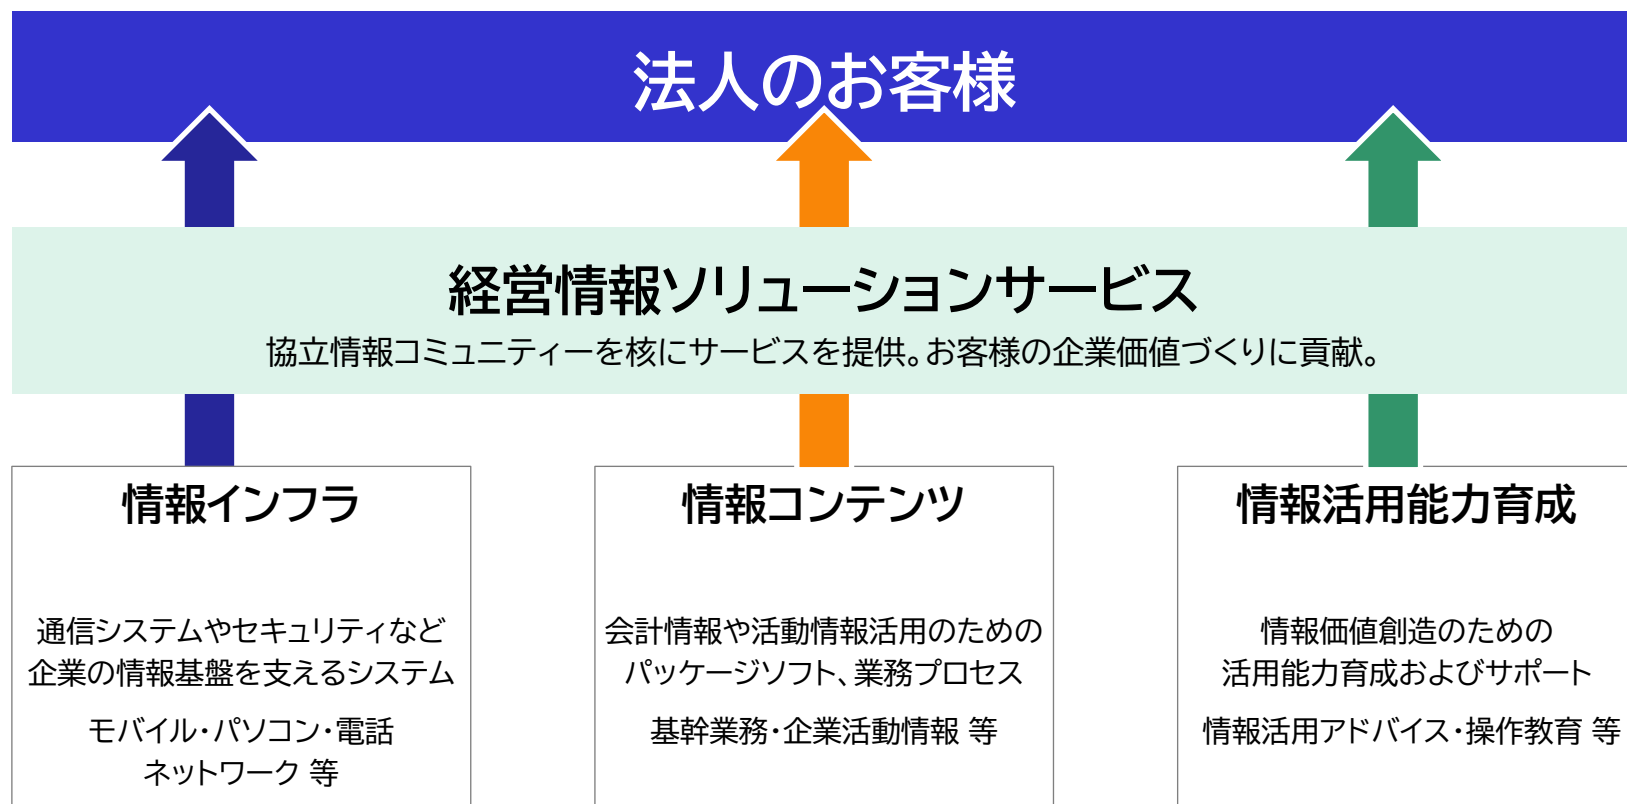 法人のお客様
経営情報ソリューションサービス
協立情報コミュニティーを核にサービスを提供。お客様の企業価値づくりに貢献。
情報インフラ
通信システムやセキュリティなど
企業の情報基盤を支えるシステム
モバイル・パソコン・電話
ネットワーク 等
情報コンテンツ
会計情報や活動情報活用のための
パッケージソフト、業務プロセス
基幹業務・企業活動情報 等
情報活用能力育成
情報価値創造のための
活用能力育成およびサポート
情報活用アドバイス・操作教育 等